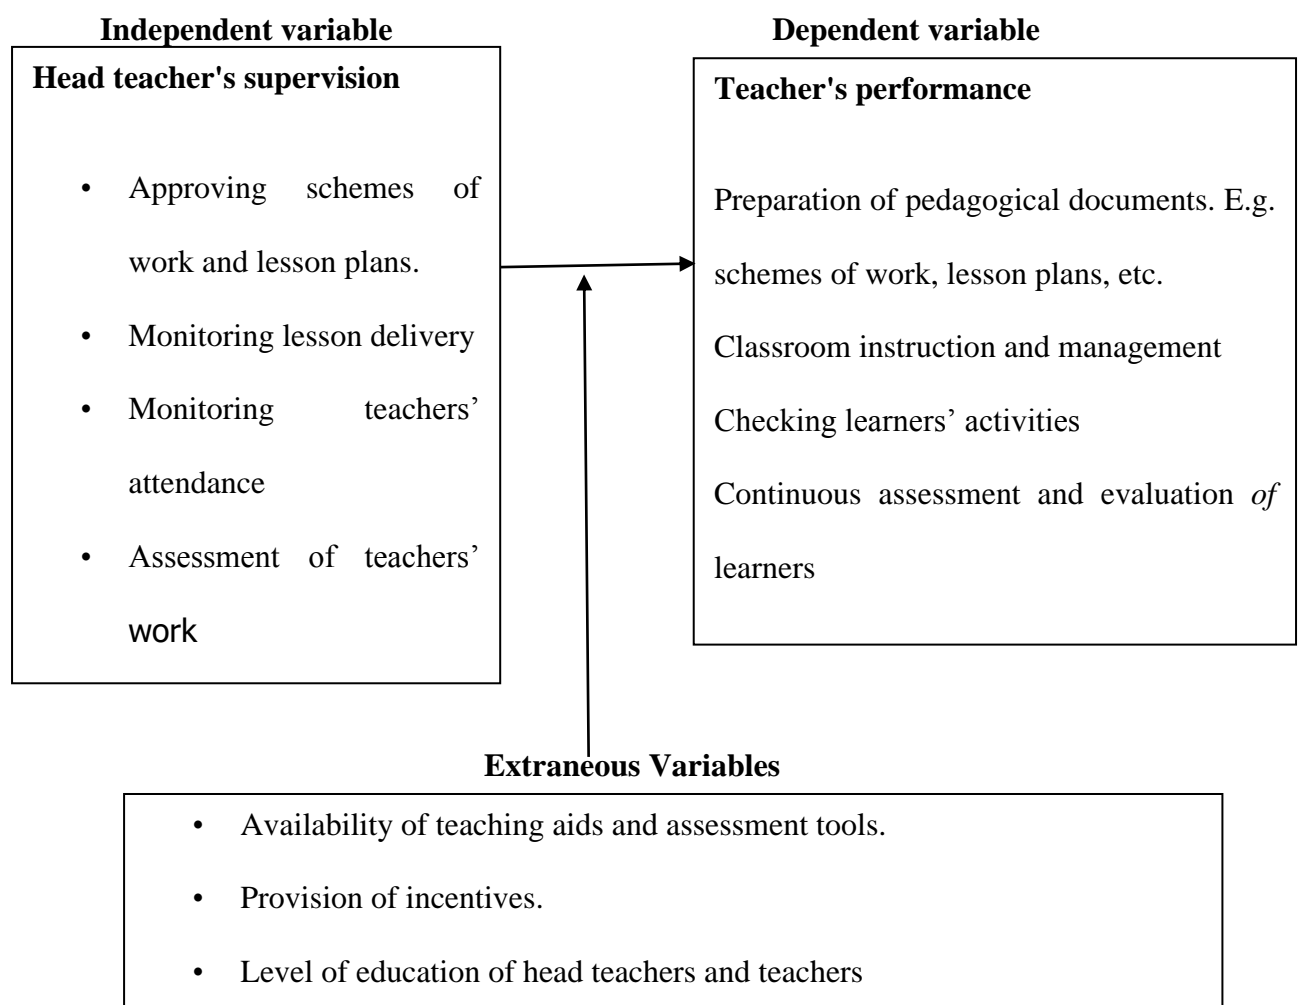 Independent variable
Head teacher's supervision
• Approving schemes of
work and lesson plans.
• Monitoring lesson delivery
• Monitoring teachers’
attendance
• Assessment of teachers’
work
Dependent variable
Teacher's performance
Preparation of pedagogical documents. E.g.
schemes of work, lesson plans, etc.
Classroom instruction and management
Checking learners’ activities
Continuous assessment and evaluation of
learners
Extraneous Variables
• Availability of teaching aids and assessment tools.
• Provision of incentives.
• Level of education of head teachers and teachers